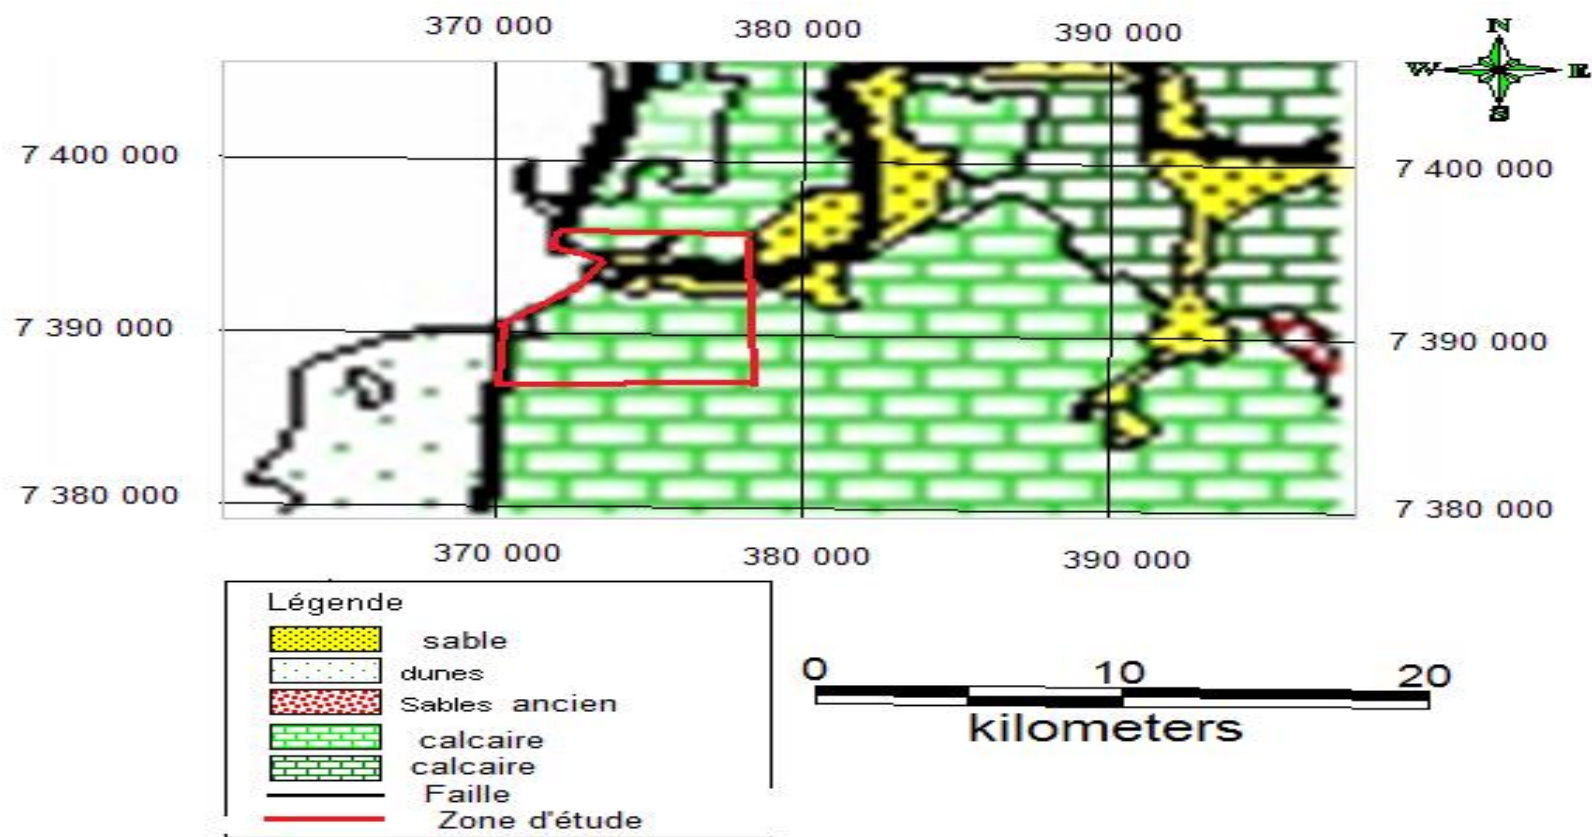 370 000 380 000 390 000
N
W E
S
7 400 000 7 400 000
7 390 000 7 390 000
7 380 000 7 380 000
370 000 380 000 390 000
Légende
sable
dunes
Sables ancien
calcaire
calcaire
Faille
Zone d'étude
0 10 20
kilometers